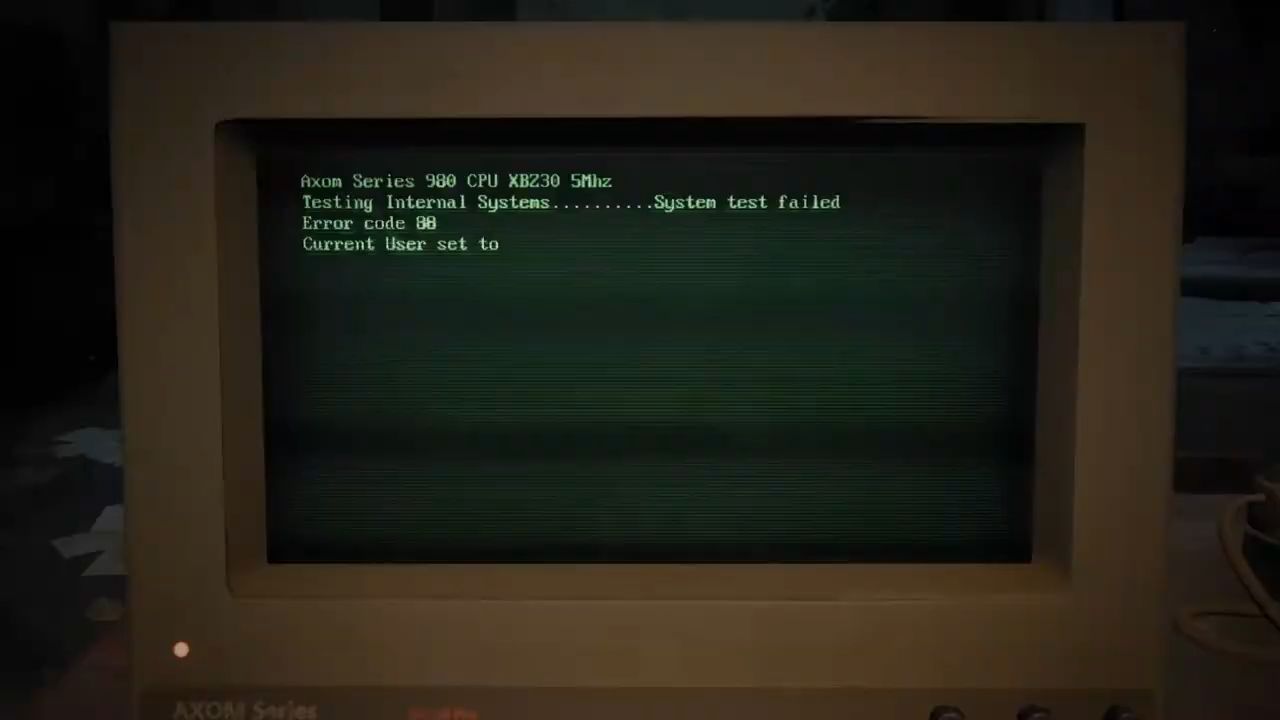 Axom Series 980 CPU XBZ30 5Mhz
Testing Internal Systems..........System test failed
Error code 88
Current User set to
AXOM Series